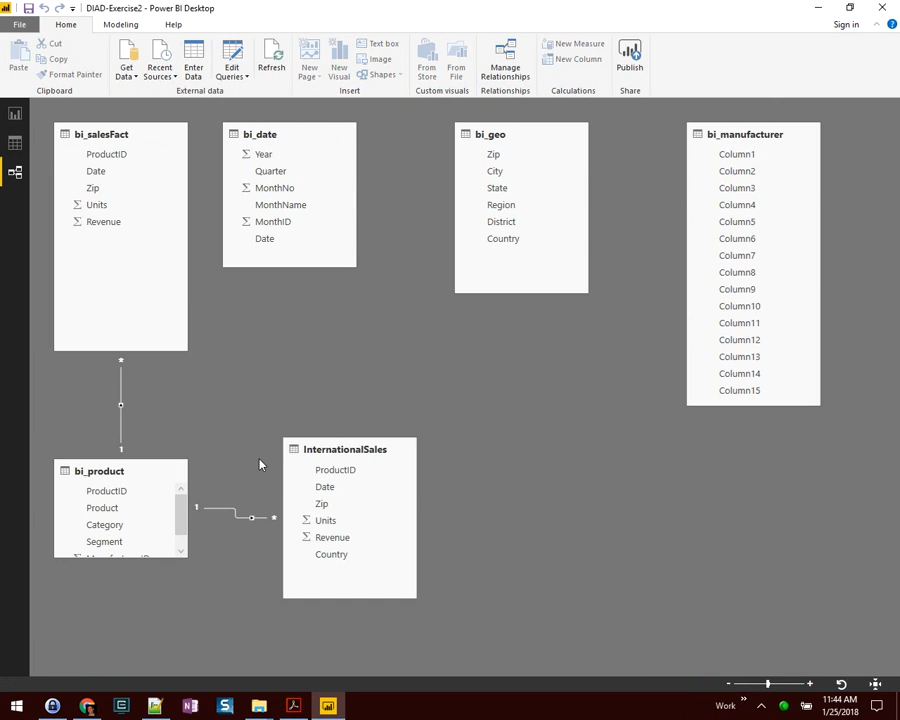 DIAD-Exercise2 - Power BI Desktop
File
Home
Modeling
Help
Sign in
Paste
Cut
Copy
Format Painter
Clipboard
Get Data
Recent Sources
Enter Data
Edit Queries
Refresh
External data
New Page
New Visual
Text box
Image
Shapes
Insert
From Store
From File
Custom visuals
Manage Relationships
Relationships
New Measure
New Column
Calculations
Publish
Share
bi_salesFact
ProductID
Date
Zip
Σ Units
Σ Revenue
bi_date
Σ Year
Quarter
Σ MonthNo
MonthName
Σ MonthID
Date
bi_geo
Zip
City
State
Region
District
Country
bi_manufacturer
Column1
Column2
Column3
Column4
Column5
Column6
Column7
Column8
Column9
Column10
Column11
Column12
Column13
Column14
Column15
*
1
bi_product
ProductID
Product
Category
Segment
1
*
InternationalSales
ProductID
Date
Zip
Σ Units
Σ Revenue
Country
Work
11:44 AM
1/25/2018